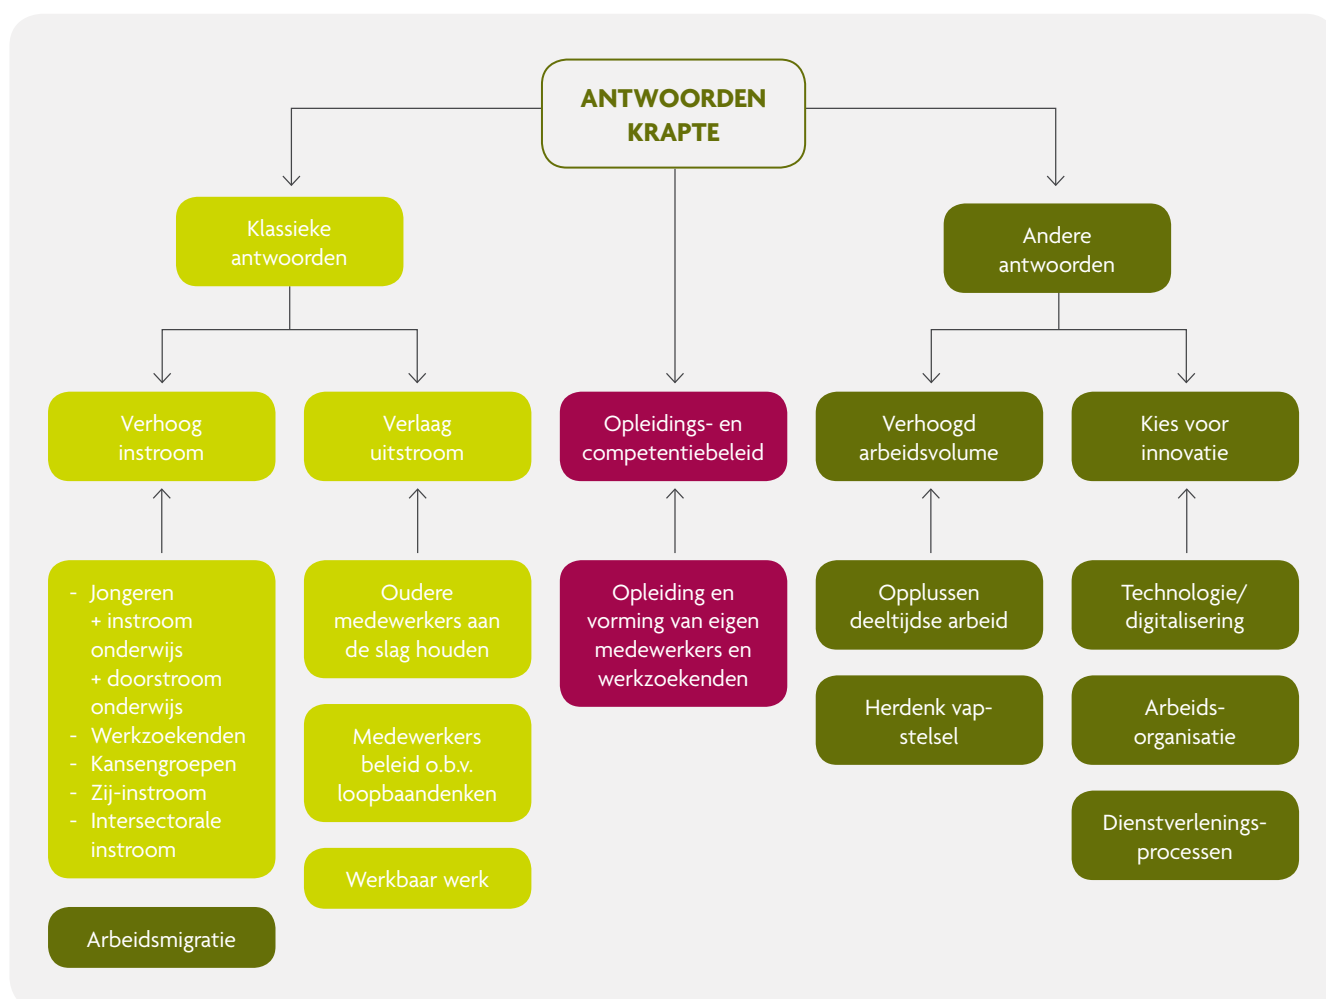 ANTWOORDEN
KRAPTE
Klassieke
antwoorden
Andere
antwoorden
Verhoog
instroom
Verlaag
uitstroom
Opleidings- en
competentiebeleid
Verhoogd
arbeidsvolume
Kies voor
innovatie
- Jongeren
+ instroom
onderwijs
+ doorstroom
onderwijs
- Werkzoekenden
- Kansengroepen
- Zij-instroom
- Intersectorale
instroom
Arbeidsmigratie
Oudere
medewerkers aan
de slag houden
Medewerkers
beleid o.b.v.
loopbaandenken
Werkbaar werk
Opleiding en
vorming van eigen
medewerkers en
werkzoekenden
Opplussen
deeltijdse arbeid
Herdenk vap-
stelsel
Technologie/
digitalisering
Arbeids-
organisatie
Dienstverlenings-
processen